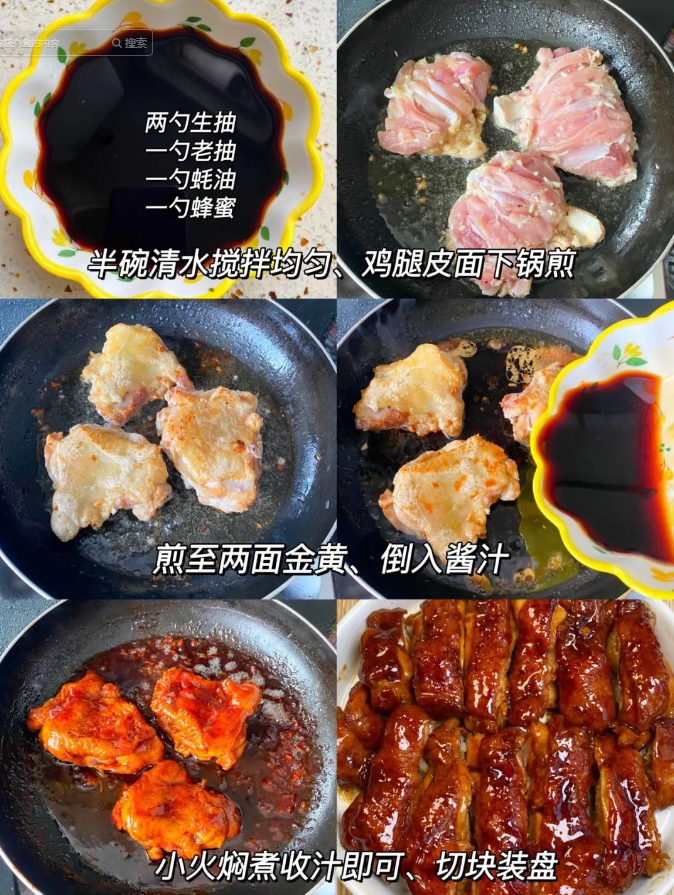 搜索
两勺生抽
一勺老抽
一勺蚝油
一勺蜂蜜
半碗清水搅拌均匀、鸡腿皮面下锅煎
煎至两面金黄、倒入酱汁
小火焖煮收汁即可、切块装盘